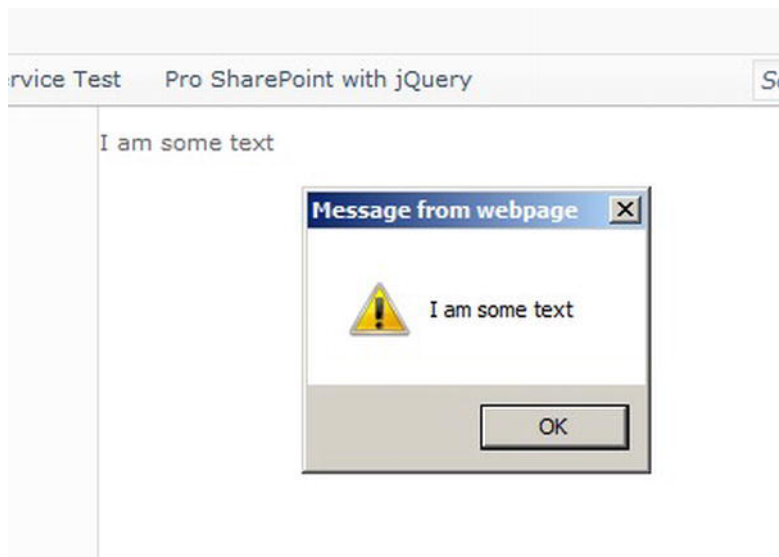 rvice Test Pro SharePoint with jQuery
I am some text
Message from webpage
I am some text
OK